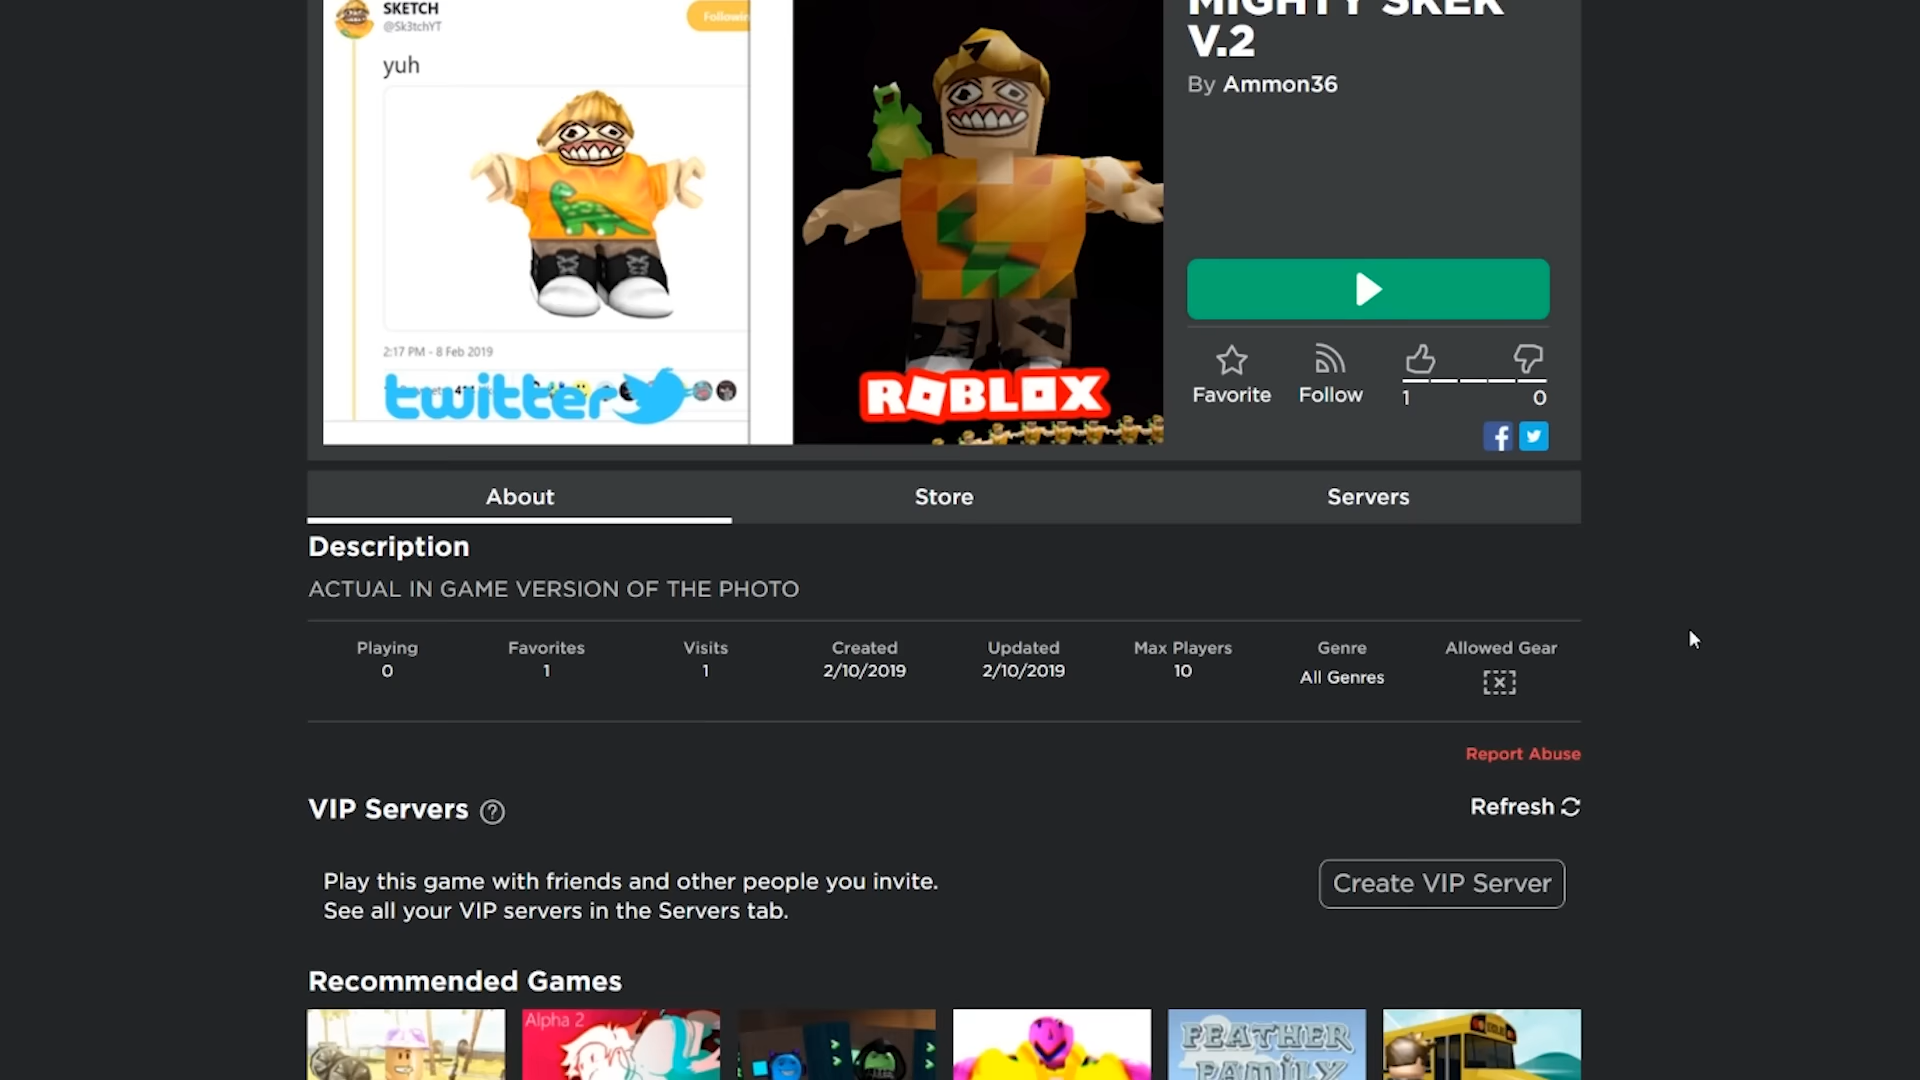 SKETCH
@Sk3tchYT
yuh
2:17 PM - 8 Feb 2019
twitter
ROBLOX
MIGHTY SKEK
V.2
By Ammon36
Favorite
Follow
1
0
About
Store
Servers
Description
ACTUAL IN GAME VERSION OF THE PHOTO
Playing
0
Favorites
1
Visits
1
Created
2/10/2019
Updated
2/10/2019
Max Players
10
Genre
All Genres
Allowed Gear
Report Abuse
VIP Servers
Refresh
Play this game with friends and other people you invite.
See all your VIP servers in the Servers tab.
Create VIP Server
Recommended Games
Alpha 2
FEATHER
FAMILY